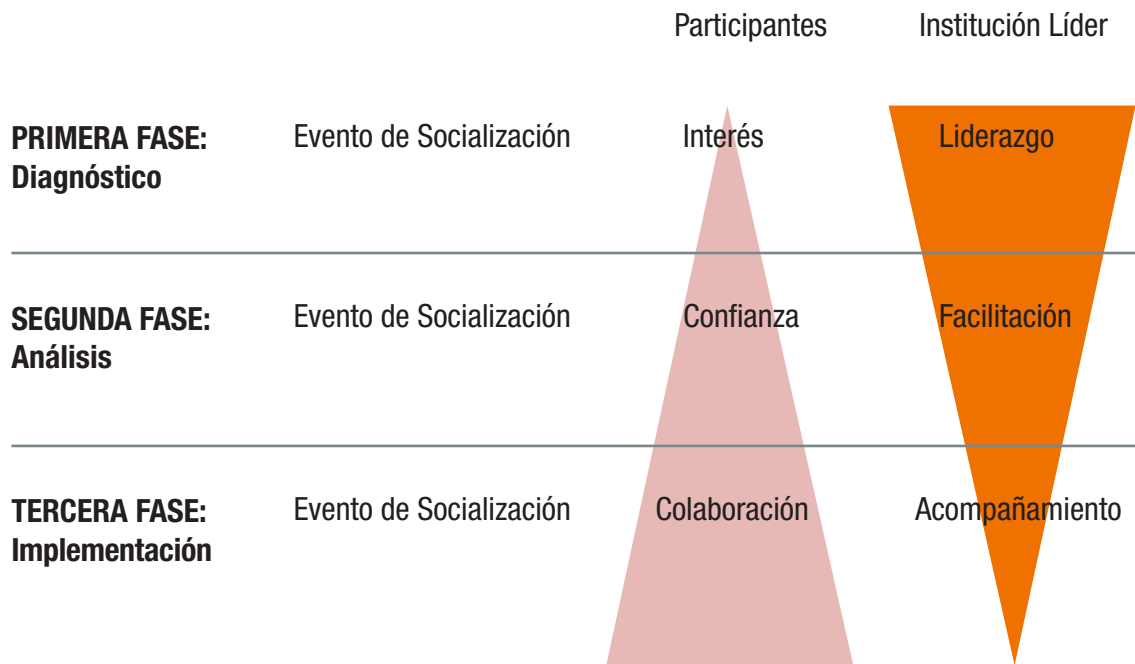 Participantes Institución Líder
PRIMERA FASE: Evento de Socialización Interés Liderazgo
Diagnóstico
SEGUNDA FASE: Evento de Socialización Confianza Facilitación
Análisis
TERCERA FASE: Evento de Socialización Colaboración Acompañamiento
Implementación